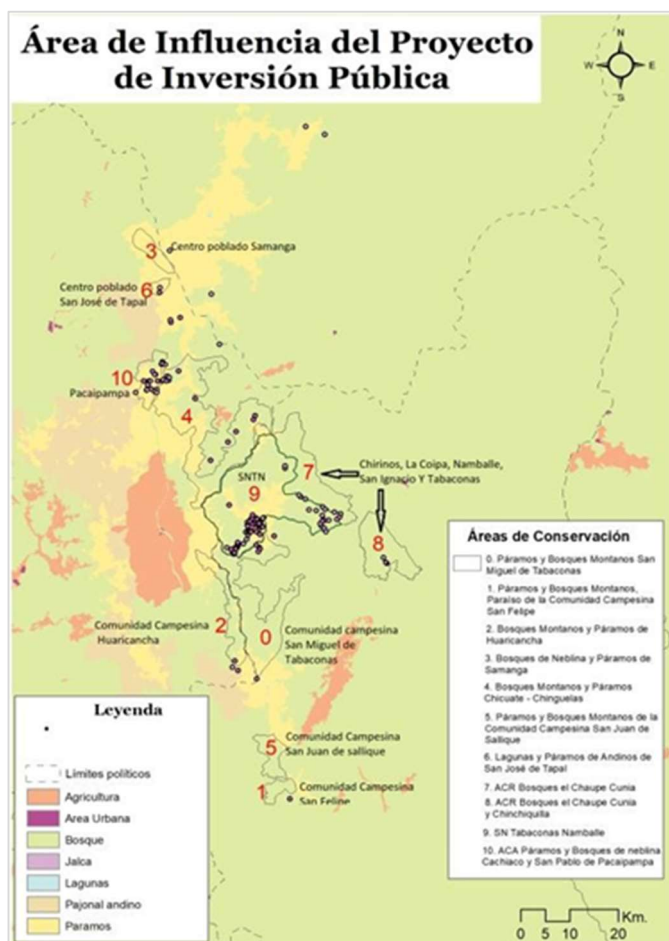 Área de Influencia del Proyecto
de Inversión Pública
N
W E
S
3
Centro poblado Samanga
Centro poblado
San José de Tapal
6
10
Pacaipampa
4
SNTN
7
Chirinos, La Coipa, Namballe,
San Ignacio Y Tabaconas
9
8
Comunidad Campesina
Huaricancha
2
0
Comunidad campesina
San Miguel de
Tabaconas
5
Comunidad Campesina
San Juan de sallique
1
Comunidad Campesina
San Felipe
Áreas de Conservación
0. Páramos y Bosques Montanos San
Miguel de Tabaconas
1. Páramos y Bosques Montanos,
Paraíso de la Comunidad Campesina
San Felipe
2. Bosques Montanos y Páramos de
Huaricancha
3. Bosques de Neblina y Páramos de
Samanga
4. Bosques Montanos y Páramos
Chicuate - Chinguelas
5. Páramos y Bosques Montanos de la
Comunidad Campesina San Juan de
Sallique
6. Lagunas y Páramos de Andinos de
San José de Tapal
7. ACR Bosques el Chaupe Cunia
8. ACR Bosques el Chaupe Cunia
y Chinchiquilla
9. SN Tabaconas Namballe
10. ACA Páramos y Bosques de neblina
Cachiaco y San Pablo de Pacaipampa
Leyenda
Límites políticos
Agricultura
Area Urbana
Bosque
Jalca
Lagunas
Pajonal andino
Paramos
Km.
0 5 10 20